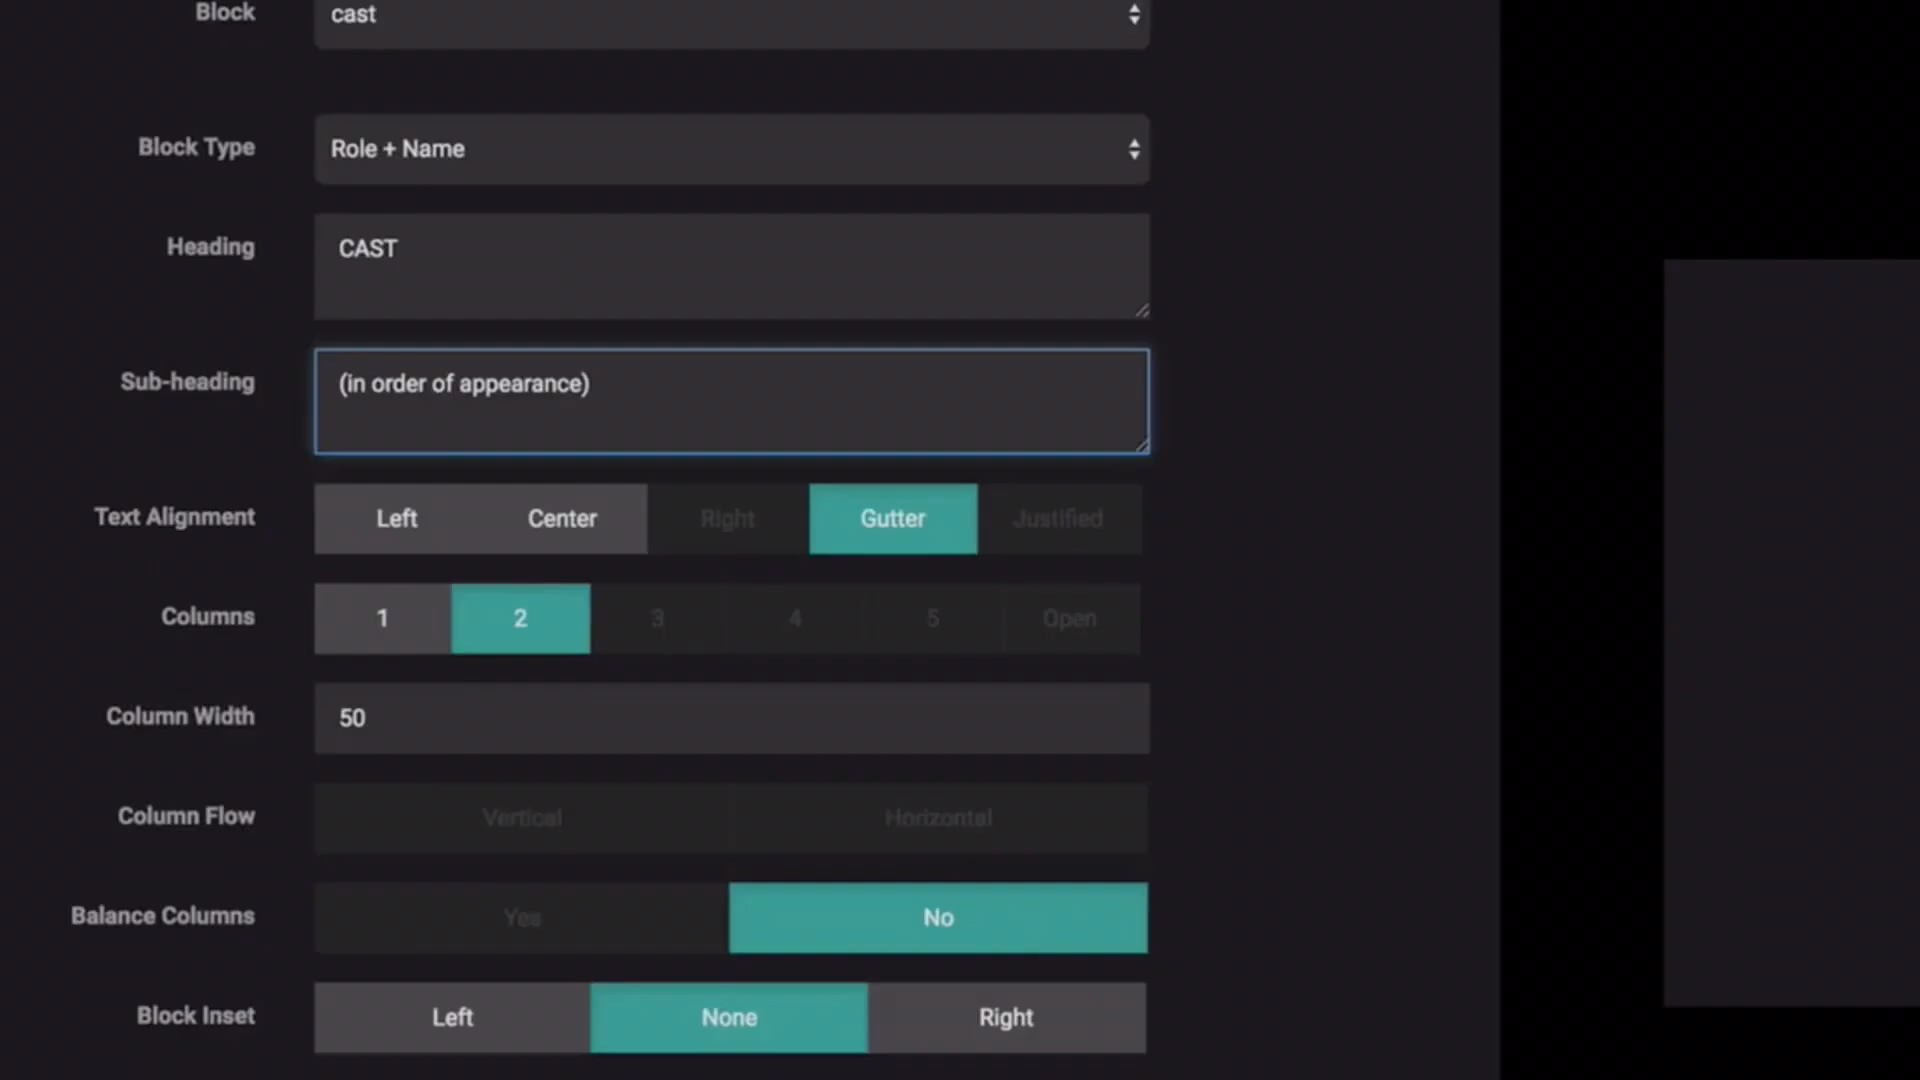 Block cast
Block Type Role + Name
Heading CAST
Sub-heading (in order of appearance)
Text Alignment Left Center Right Gutter Justified
Columns 1 2 3 4 5 Open
Column Width 50
Column Flow Vertical Horizontal
Balance Columns Yes No
Block Inset Left None Right